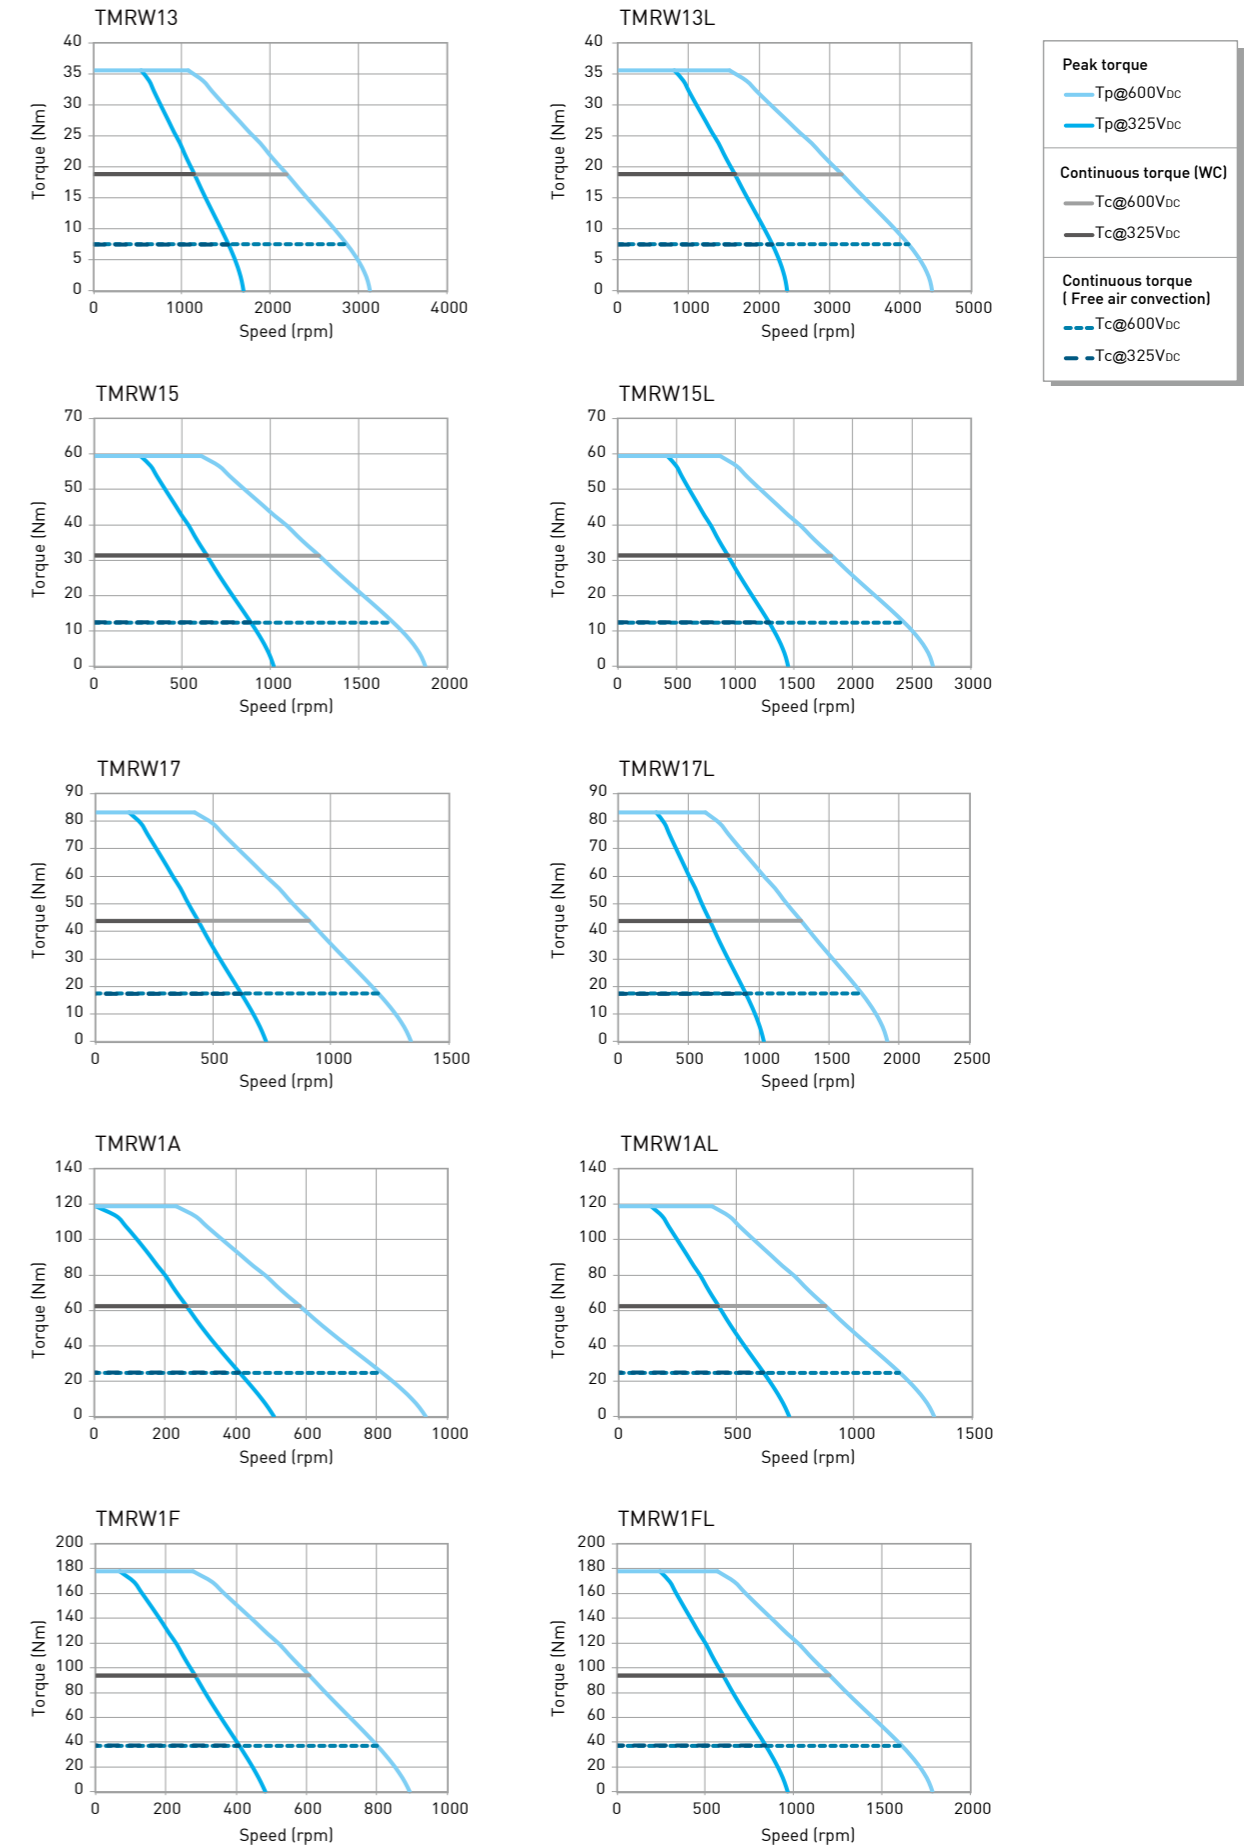 TMRW13
40
35
30
25
20
15
10
5
0
Torque (Nm)
0 1000 2000 3000 4000
Speed (rpm)
TMRW13L
40
35
30
25
20
15
10
5
0
Torque (Nm)
0 1000 2000 3000 4000 5000
Speed (rpm)
Peak torque
Tp@600VDC
Tp@325VDC
Continuous torque (WC)
Tc@600VDC
Tc@325VDC
Continuous torque
( Free air convection)
Tc@600VDC
Tc@325VDC
TMRW15
70
60
50
40
30
20
10
0
Torque (Nm)
0 500 1000 1500 2000
Speed (rpm)
TMRW15L
70
60
50
40
30
20
10
0
Torque (Nm)
0 500 1000 1500 2000 2500 3000
Speed (rpm)
TMRW17
90
80
70
60
50
40
30
20
10
0
Torque (Nm)
0 500 1000 1500
Speed (rpm)
TMRW17L
90
80
70
60
50
40
30
20
10
0
Torque (Nm)
0 500 1000 1500 2000 2500
Speed (rpm)
TMRW1A
140
120
100
80
60
40
20
0
Torque (Nm)
0 200 400 600 800 1000
Speed (rpm)
TMRW1AL
140
120
100
80
60
40
20
0
Torque (Nm)
0 500 1000 1500
Speed (rpm)
TMRW1F
200
180
160
140
120
100
80
60
40
20
0
Torque (Nm)
0 200 400 600 800 1000
Speed (rpm)
TMRW1FL
200
180
160
140
120
100
80
60
40
20
0
Torque (Nm)
0 500 1000 1500 2000
Speed (rpm)